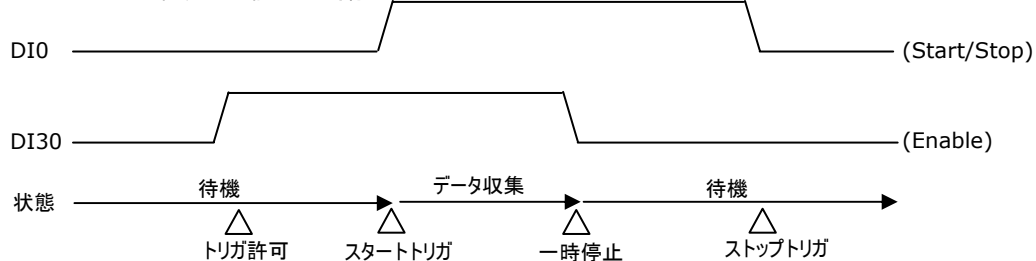 DI0 (Start/Stop)
DI30 (Enable)
状態 待機 データ収集 待機
トリガ許可 スタートトリガ 一時停止 ストップトリガ